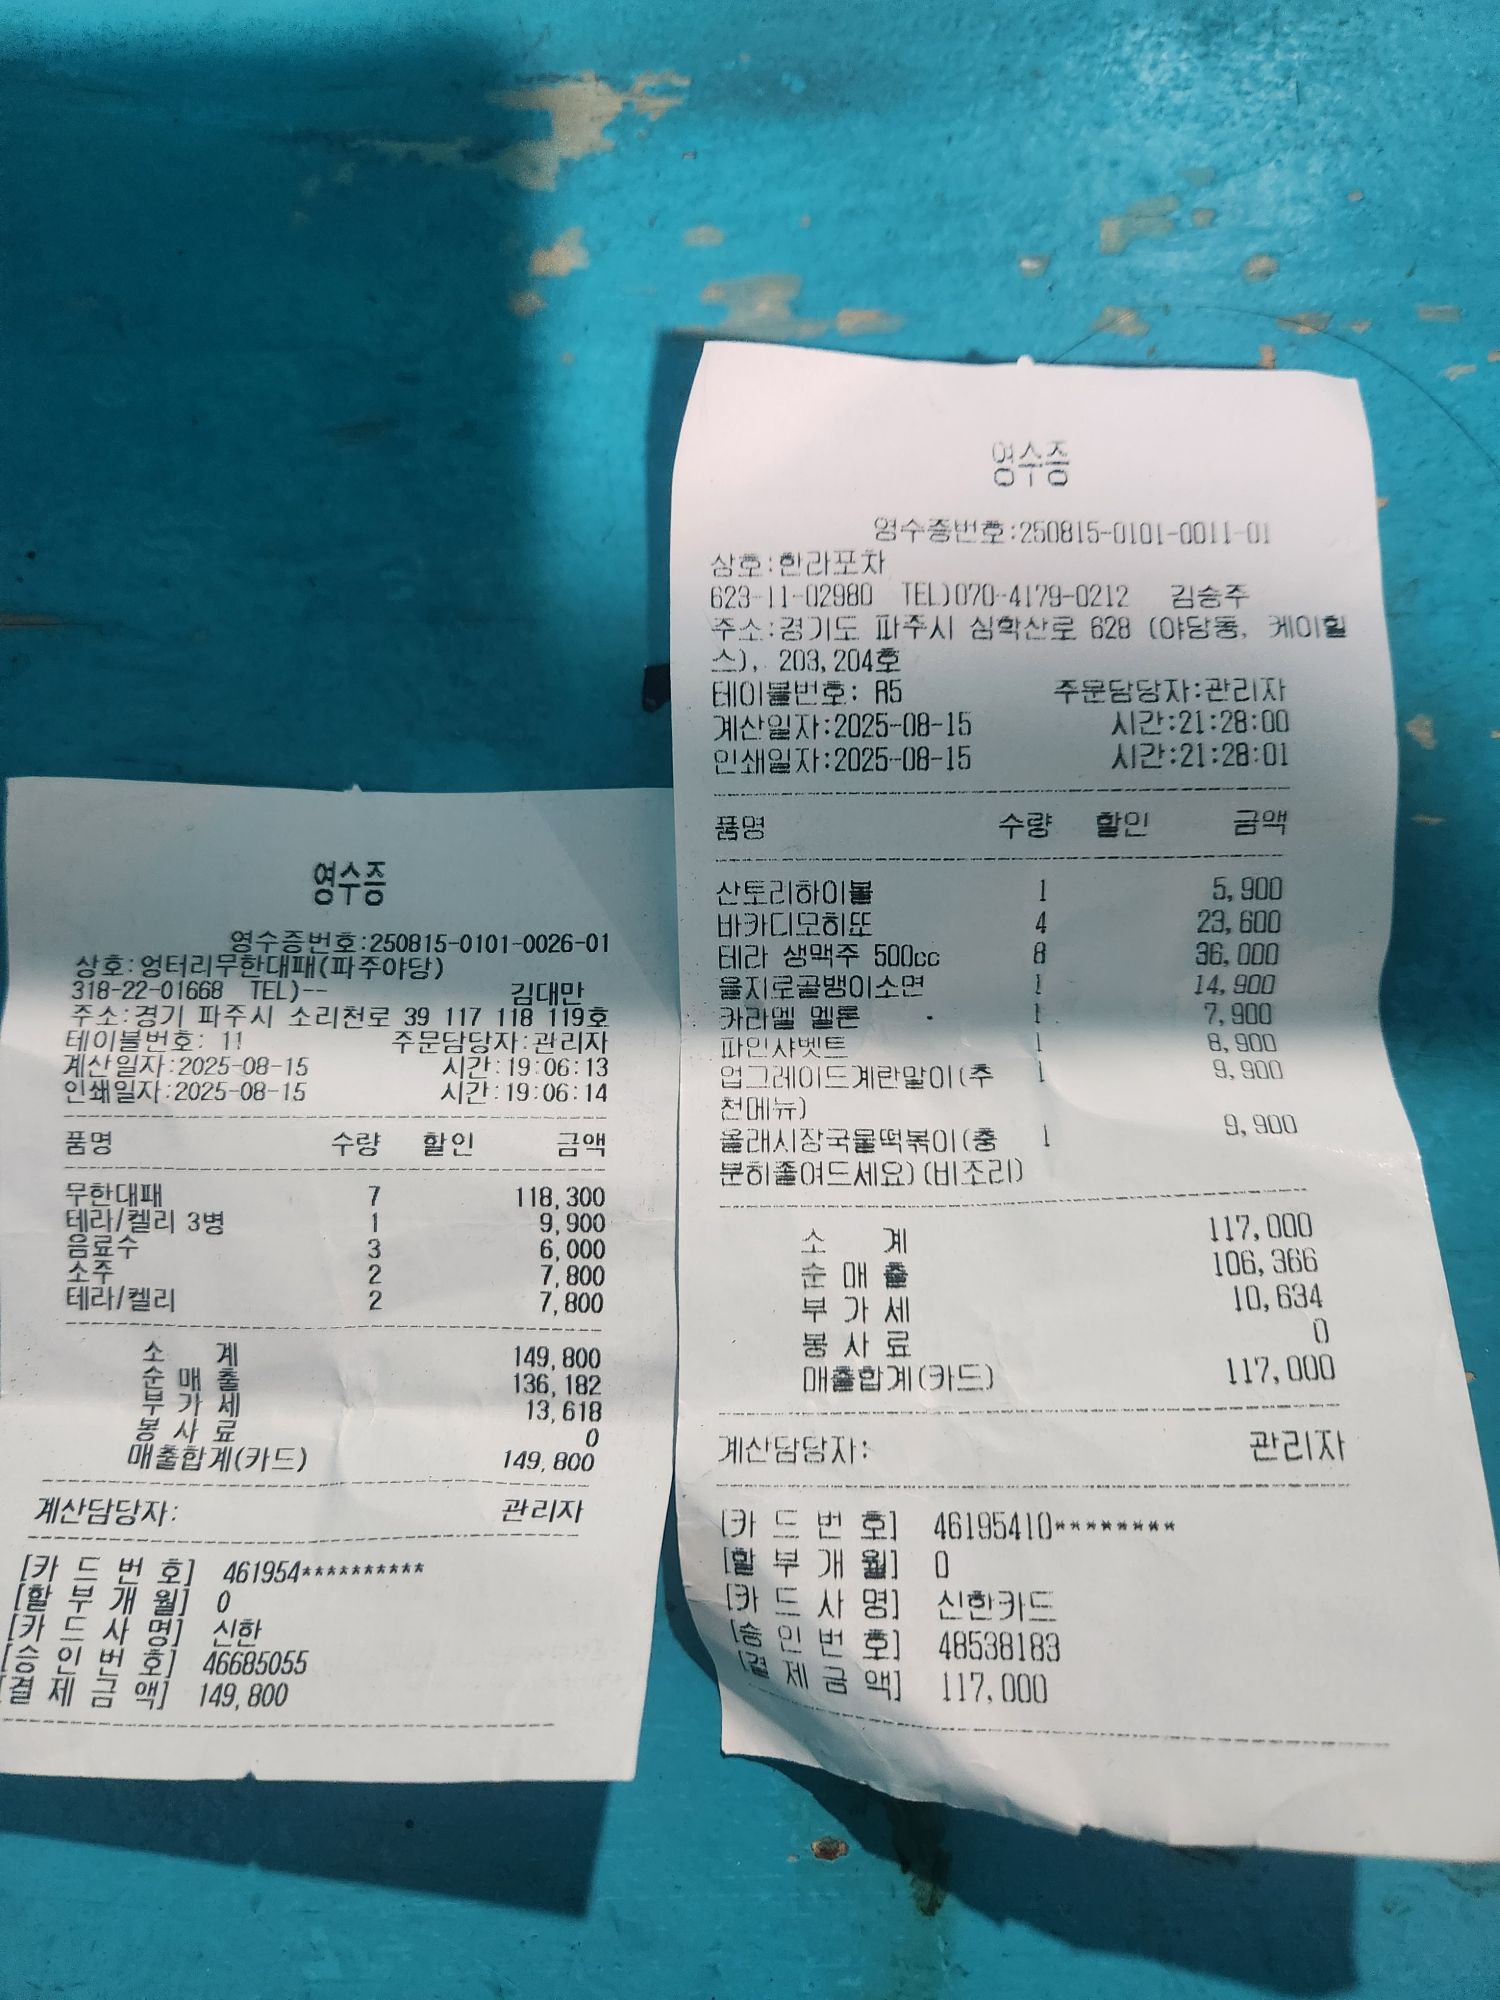 영수증
영수증번호:250815-0101-0026-01
상호:엉터리무한대패(파주야당)
318-22-01668 TEL)-- 김대만
주소:경기 파주시 소리천로 39 117 118 119호
테이블번호: 11 주문담당자:관리자
계산일자:2025-08-15 시간:19:06:13
인쇄일자:2025-08-15 시간:19:06:14
품명 수량 할인 금액
무한대패 7 118,300
테라/켈리 3병 1 9,900
음료수 3 6,000
소주 2 7,800
테라/켈리 2 7,800
소 계 149,800
순 매 출 136,182
부 가 세 13,618
봉 사 료 0
매출합계(카드) 149,800
계산담당자: 관리자
[카 드 번 호] 461954**********
[할 부 개 월] 0
[카 드 사 명] 신한
[승 인 번 호] 46685055
[결 제 금 액] 149,800
영수증
영수증번호:250815-0101-0011-01
상호:한라포차
623-11-02980 TEL)070-4179-0212 김승주
주소:경기도 파주시 심학산로 628 (야당동, 케이힐
스), 203,204호
테이블번호: R5 주문담당자:관리자
계산일자:2025-08-15 시간:21:28:00
인쇄일자:2025-08-15 시간:21:28:01
품명 수량 할인 금액
산토리하이볼 1 5,900
바카디모히또 4 23,600
테라 생맥주 500cc 8 36,000
을지로골뱅이소면 1 14,900
카라멜 멜론 1 7,900
파인샤벳트 1 8,900
업그레이드계란말이(추 1 9,900
천메뉴)
올래시장국물떡볶이(충 1 9,900
분히졸여드세요)(비조리)
소 계 117,000
순 매 출 106,366
부 가 세 10,634
봉 사 료 0
매출합계(카드) 117,000
계산담당자: 관리자
[카 드 번 호] 46195410********
[할 부 개 월] 0
[카 드 사 명] 신한카드
[승 인 번 호] 48538183
[결 제 금 액] 117,000